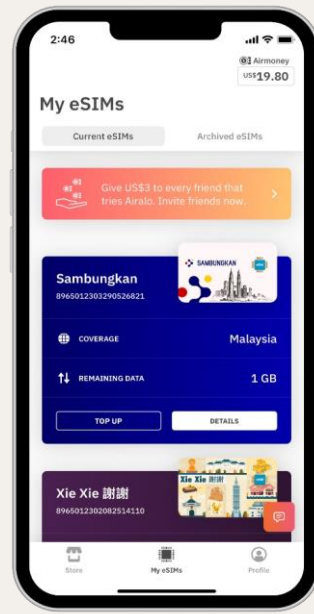 2:46
Airmoney
US$19.80
My eSIMs
Current eSIMs
Archived eSIMs
Give US$3 to every friend that
tries Airalo. Invite friends now.
SAMBUNGKAN
Sambungkan
8965012303290526821
COVERAGE
Malaysia
REMAINING DATA
1 GB
TOP UP
DETAILS
Xie Xie 謝謝
Xie Xie 謝謝
8965012302082514110
Store
My eSIMs
Profile